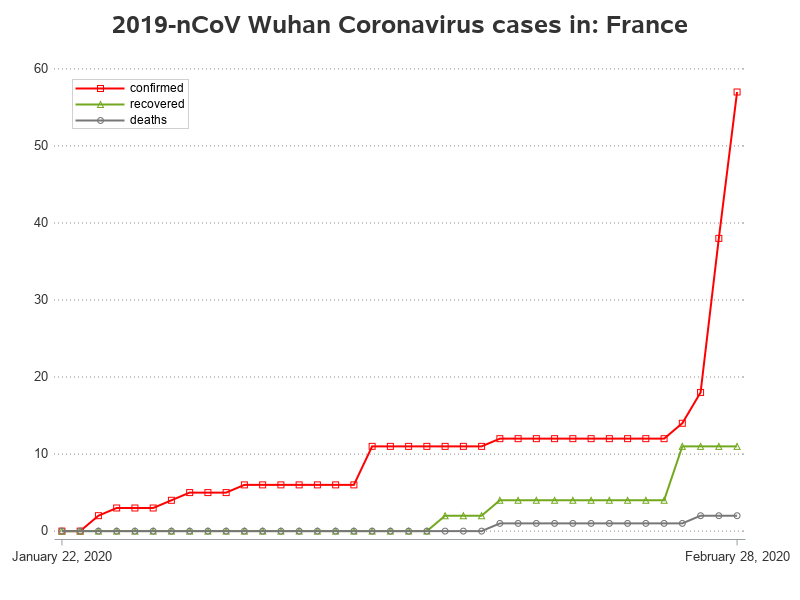 2019-nCoV Wuhan Coronavirus cases in: France
60
confirmed
recovered
deaths
50
40
30
20
10
0
January 22, 2020
February 28, 2020